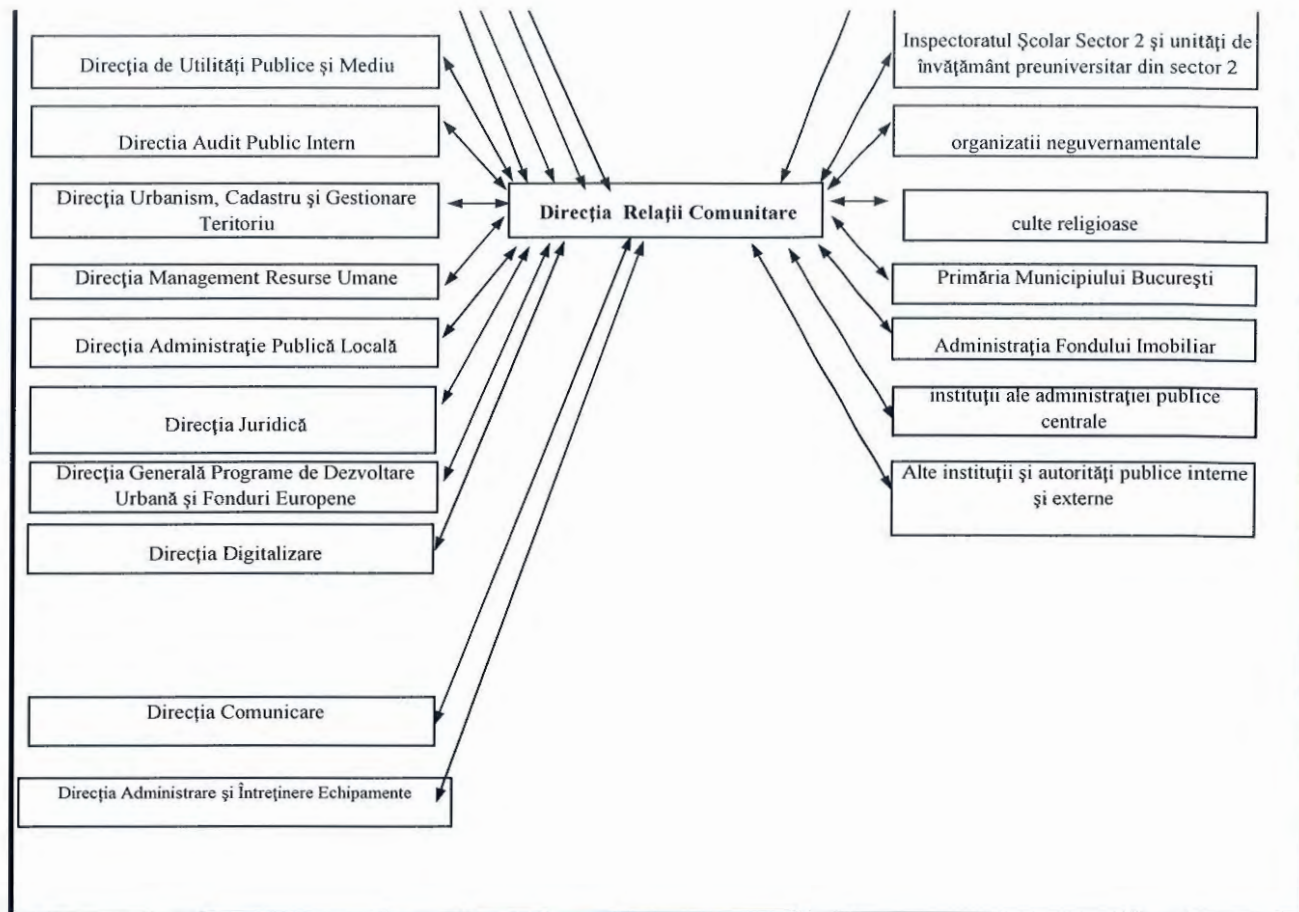 Direcţia de Utilităţi Publice şi Mediu
Directia Audit Public Intern
Direcţia Urbanism, Cadastru şi Gestionare
Teritoriu
Direcţia Management Resurse Umane
Direcţia Administraţie Publică Locală
Direcţia Juridică
Direcţia Generală Programe de Dezvoltare
Urbană şi Fonduri Europene
Direcţia Digitalizare
Direcţia Comunicare
Direcţia Administrare şi Întreţinere Echipamente
Direcţia Relaţii Comunitare
Inspectoratul Şcolar Sector 2 şi unităţi de
învăţământ preuniversitar din sector 2
organizatii neguvernamentale
culte religioase
Primăria Municipiului Bucureşti
Administraţia Fondului Imobiliar
instituţii ale administraţiei publice
centrale
Alte instituţii şi autorităţi publice interne
şi externe